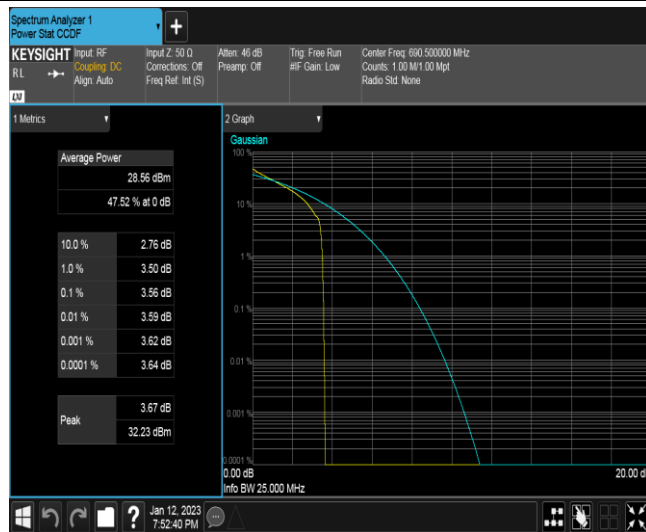 Spectrum Analyzer 1
Power Stat CCDF
+
KEYSIGHT
RL
LXI
Input: RF
Coupling: DC
Align: Auto
Input Z: 50 Ω
Corrections: Off
Freq Ref: Int (S)
Atten: 46 dB
Preamp: Off
Trig: Free Run
#IF Gain: Low
Center Freq: 690.500000 MHz
Counts: 1.00 M/1.00 Mpt
Radio Std: None
1 Metrics
Average Power
28.56 dBm
47.52 % at 0 dB
10.0 % 2.76 dB
1.0 % 3.50 dB
0.1 % 3.56 dB
0.01 % 3.59 dB
0.001 % 3.62 dB
0.0001 % 3.64 dB
Peak
3.67 dB
32.23 dBm
2 Graph
Gaussian
100 %
10 %
1 %
0.1 %
0.01 %
0.001 %
0.0001 %
0.00 dB
20.00 d
Info BW 25.000 MHz
?
Jan 12, 2023
7:52:40 PM